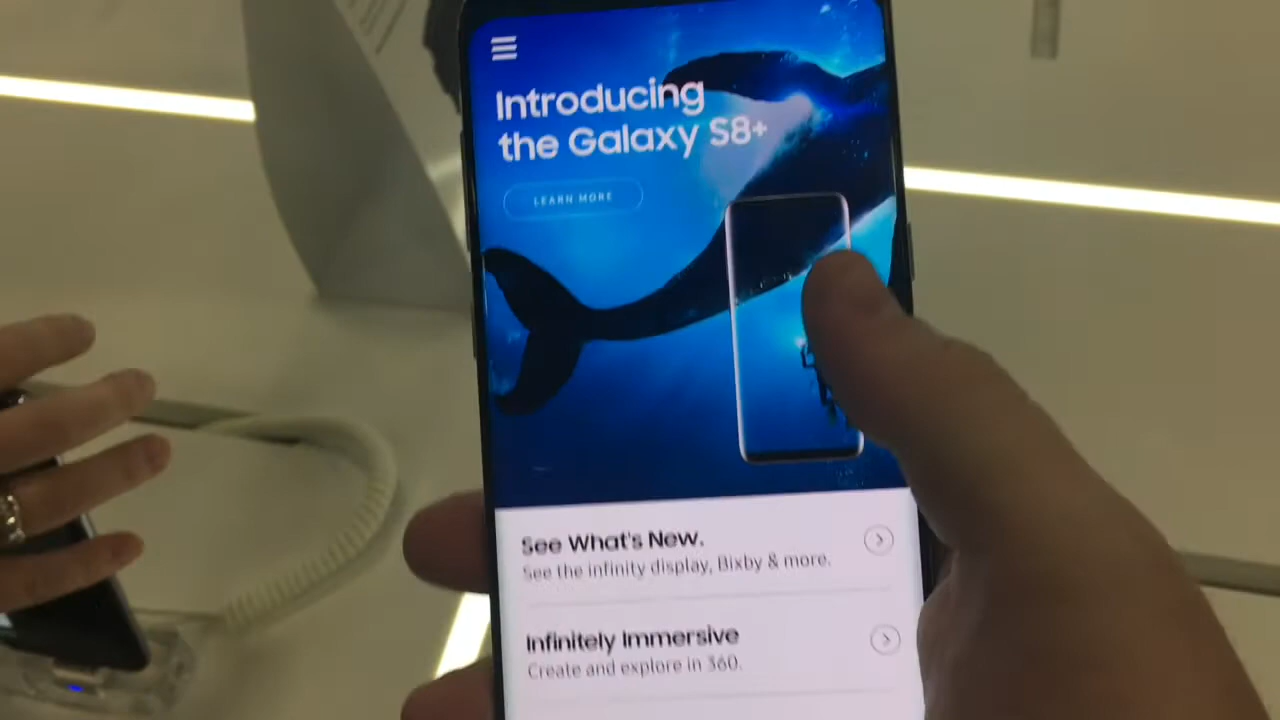 Introducing
the Galaxy S8+
LEARN MORE
See What's New.
See the infinity display, Bixby & more.
Infinitely Immersive
Create and explore in 360.